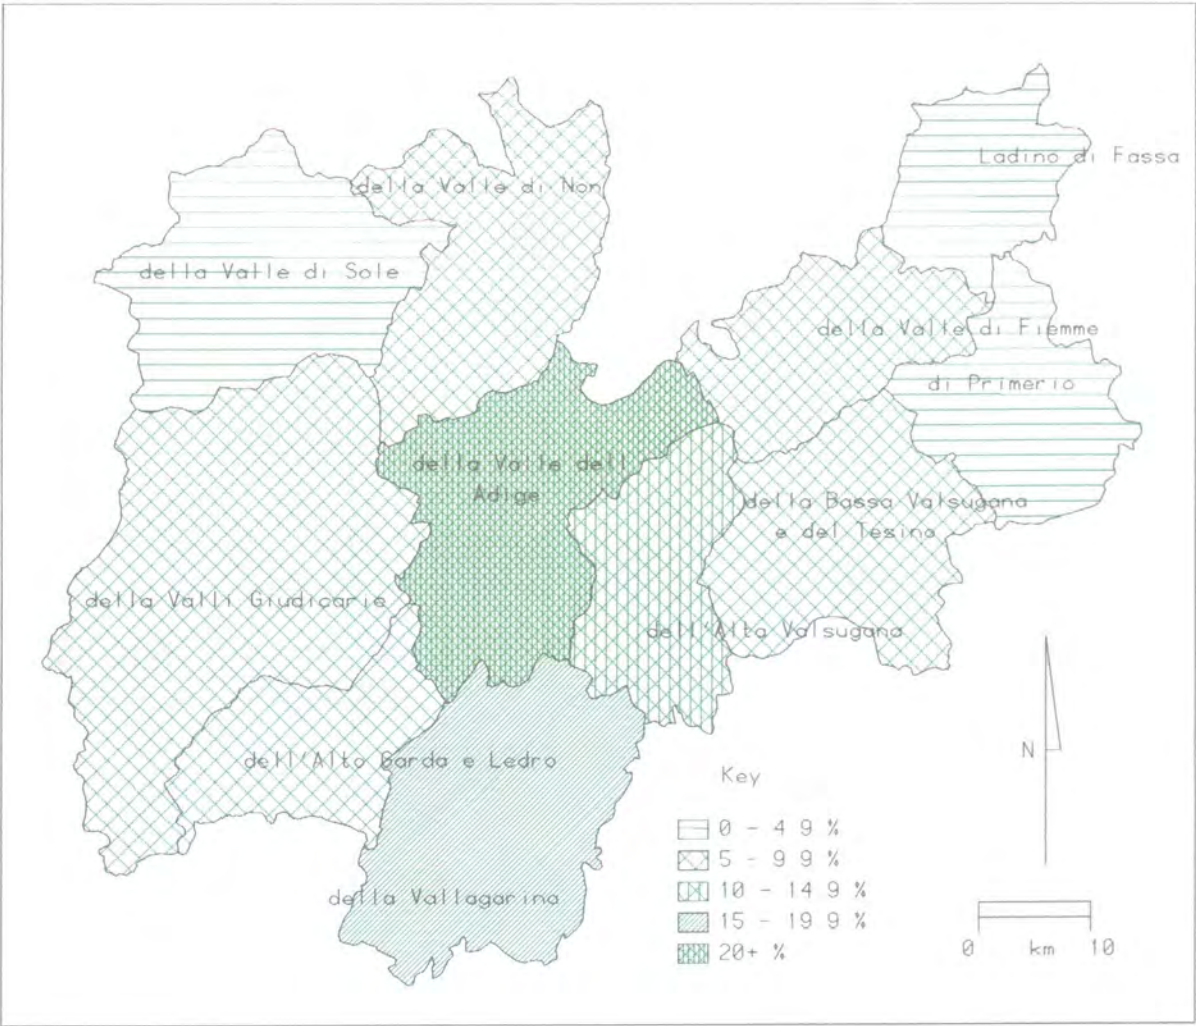 Ladino di Fassa
della Valle di Non
della Valle di Sole
della Valle di Fiemme
di Primerio
della Valle dell
Adige
della Bassa Valsugana
e del Tesino
della Valli Giudicarie
dell'Alto Valsugana
dell'Alto Garda e Ledro
della Vallagarina
N
Key
0 - 4 9 %
5 - 9 9 %
10 - 14 9 %
15 - 19 9 %
20+ %
0 km 10